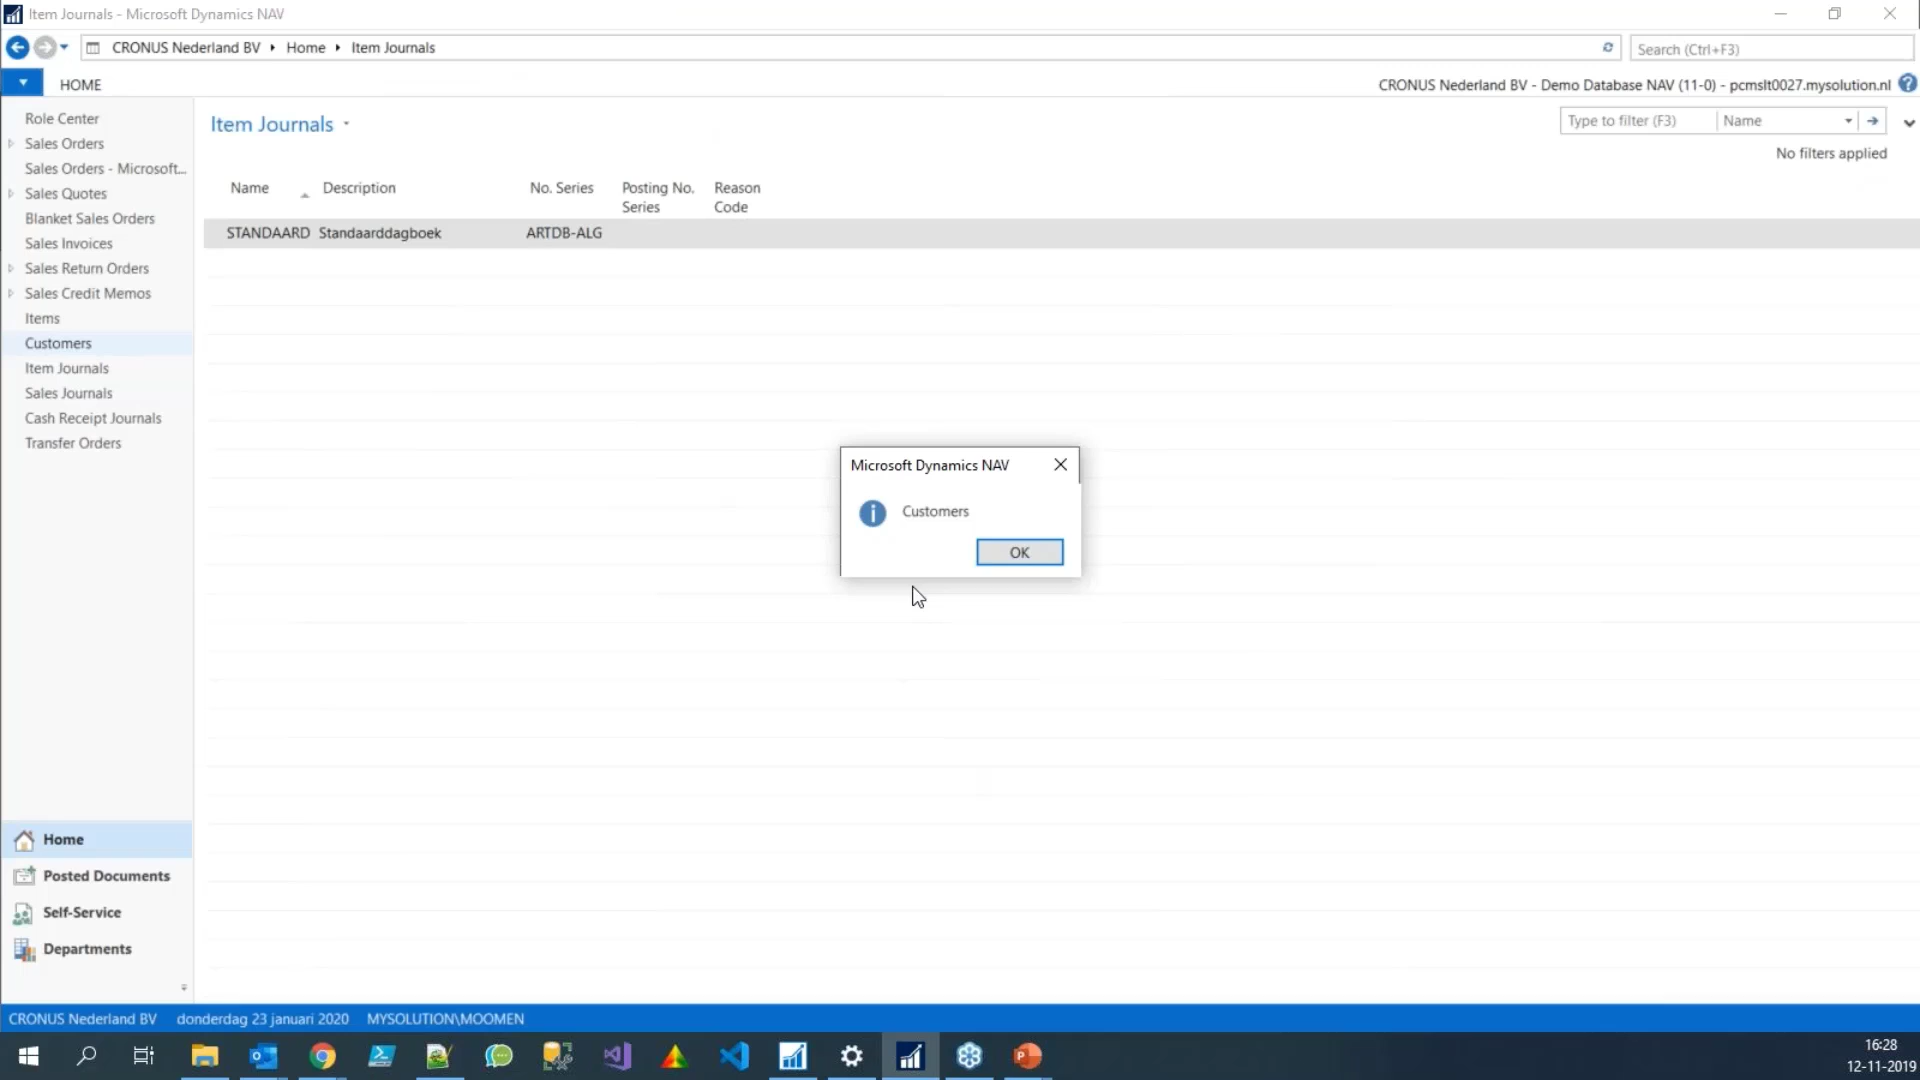 Item Journals - Microsoft Dynamics NAV
CRONUS Nederland BV
Home
Item Journals
Search (Ctrl+F3)
HOME
CRONUS Nederland BV - Demo Database NAV (11-0) - pcmslt0027.mysolution.nl
Role Center
Sales Orders
Sales Orders - Microsoft...
Sales Quotes
Blanket Sales Orders
Sales Invoices
Sales Return Orders
Sales Credit Memos
Items
Customers
Item Journals
Sales Journals
Cash Receipt Journals
Transfer Orders
Home
Posted Documents
Self-Service
Departments
Item Journals
Type to filter (F3)
Name
No filters applied
Name
Description
No. Series
Posting No. Series
Reason Code
STANDAARD
Standaarddagboek
ARTDB-ALG
Microsoft Dynamics NAV
Customers
OK
CRONUS Nederland BV
donderdag 23 januari 2020
MYSOLUTION\MOOMEN
16:28
12-11-2019